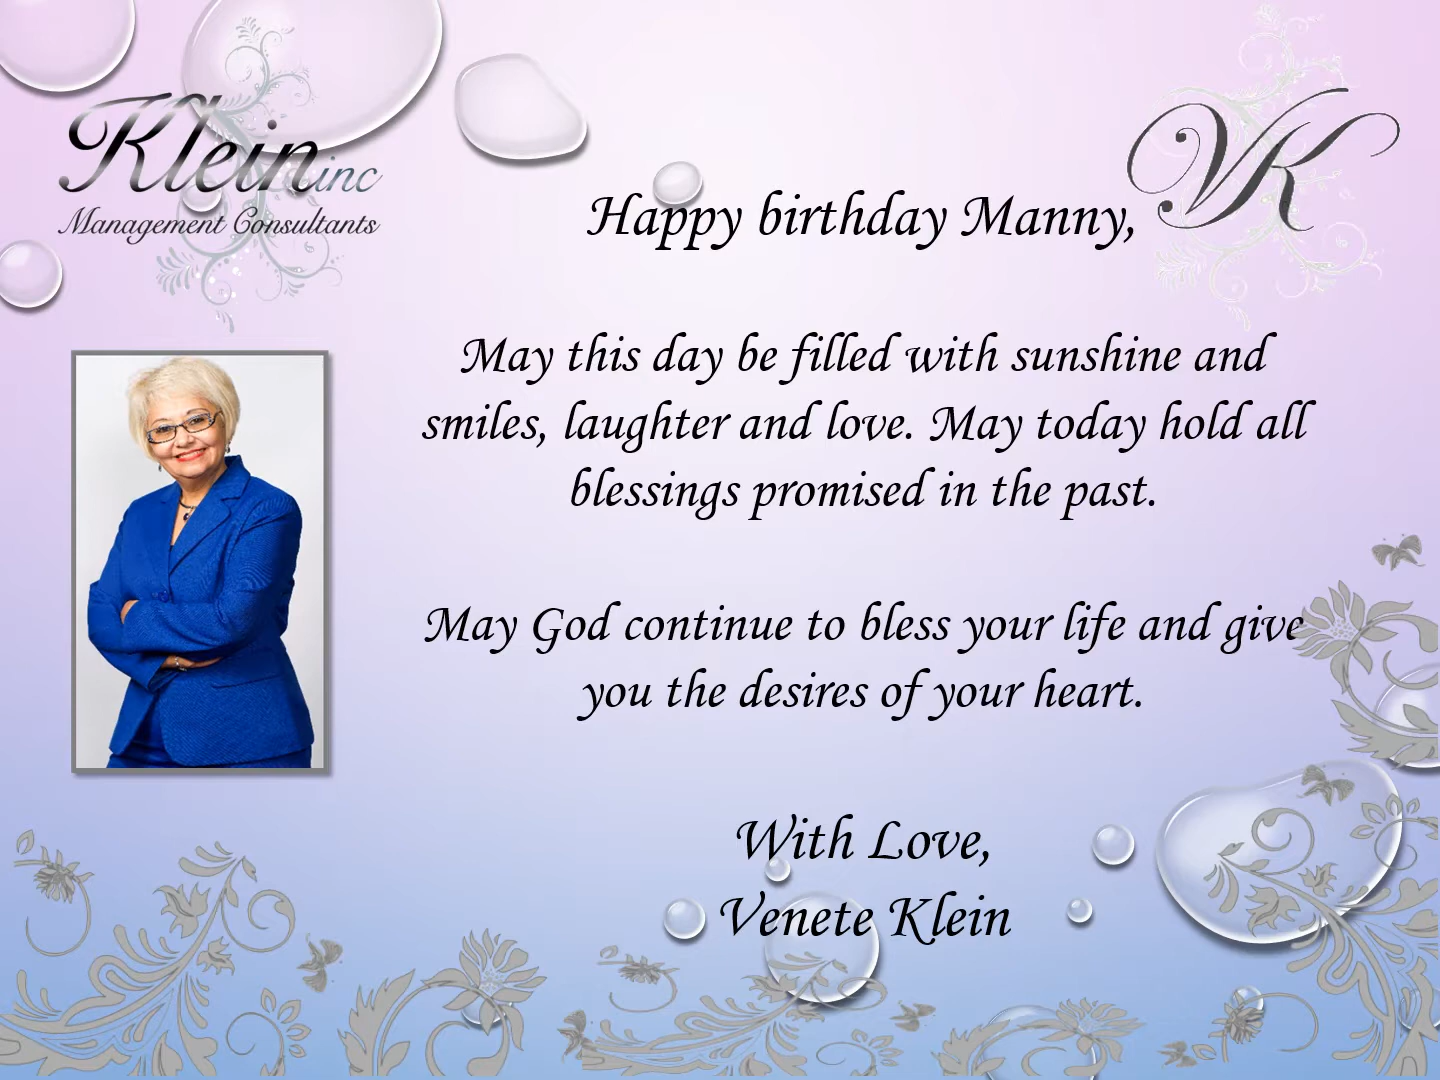 Klein inc
Management Consultants
VK
Happy birthday Manny,
May this day be filled with sunshine and
smiles, laughter and love. May today hold all
blessings promised in the past.
May God continue to bless your life and give
you the desires of your heart.
With Love,
Venete Klein